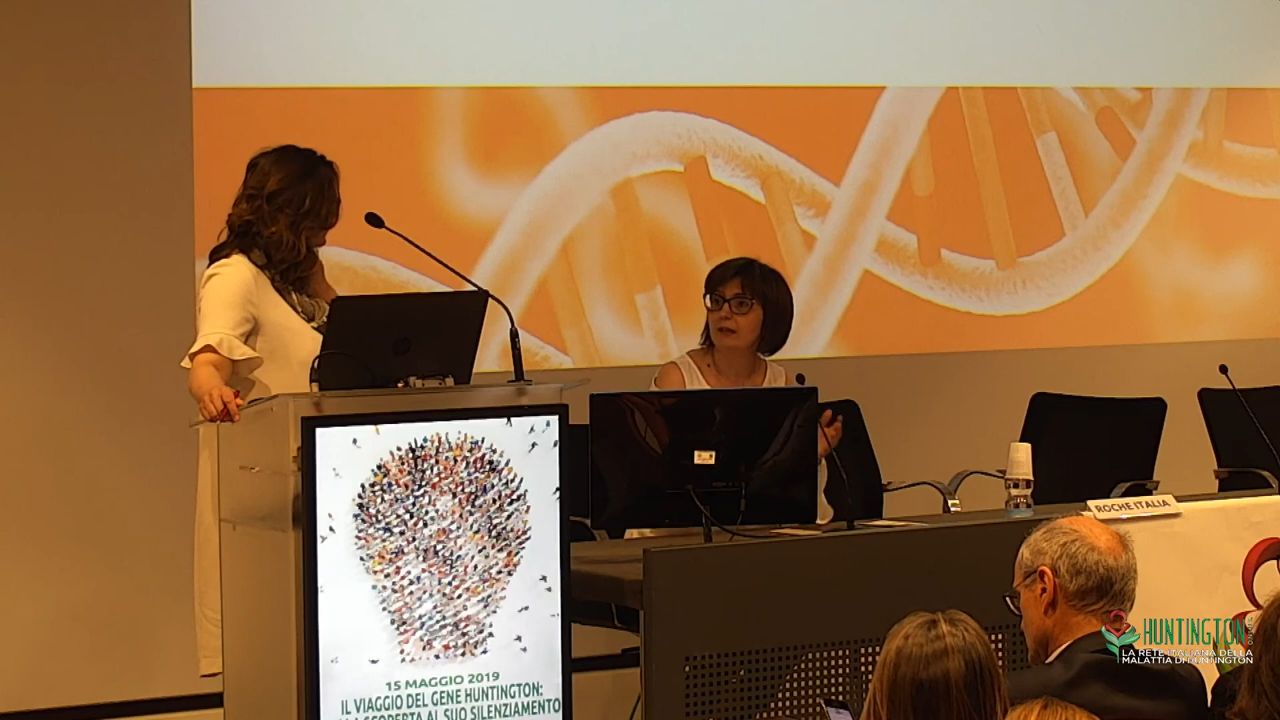 ROCHE ITALIA
15 MAGGIO 2019
IL VIAGGIO DEL GENE HUNTINGTON:
SCOPERTA AL SUO SILENZIAMENTO
HUNTINGTON
LA RETE ITALIANA DELLA
MALATTIA DI HUNTINGTON